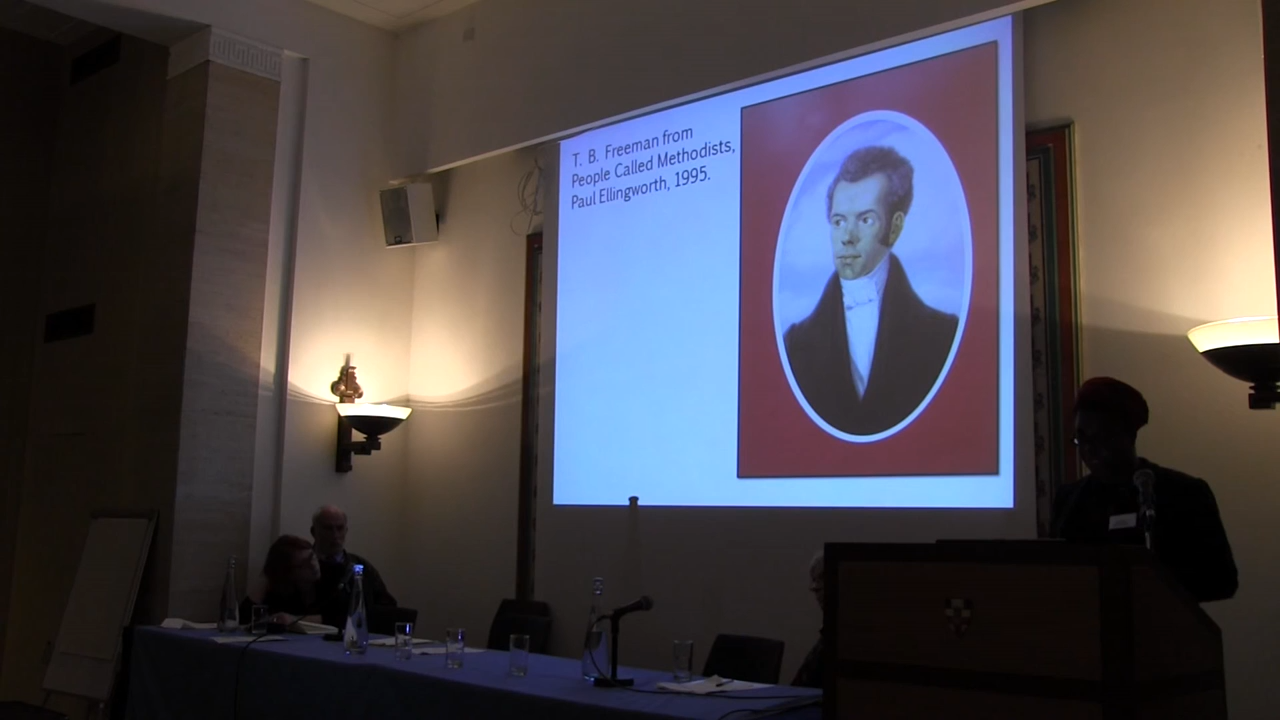 T. B. Freeman from
People Called Methodists,
Paul Ellingworth, 1995.